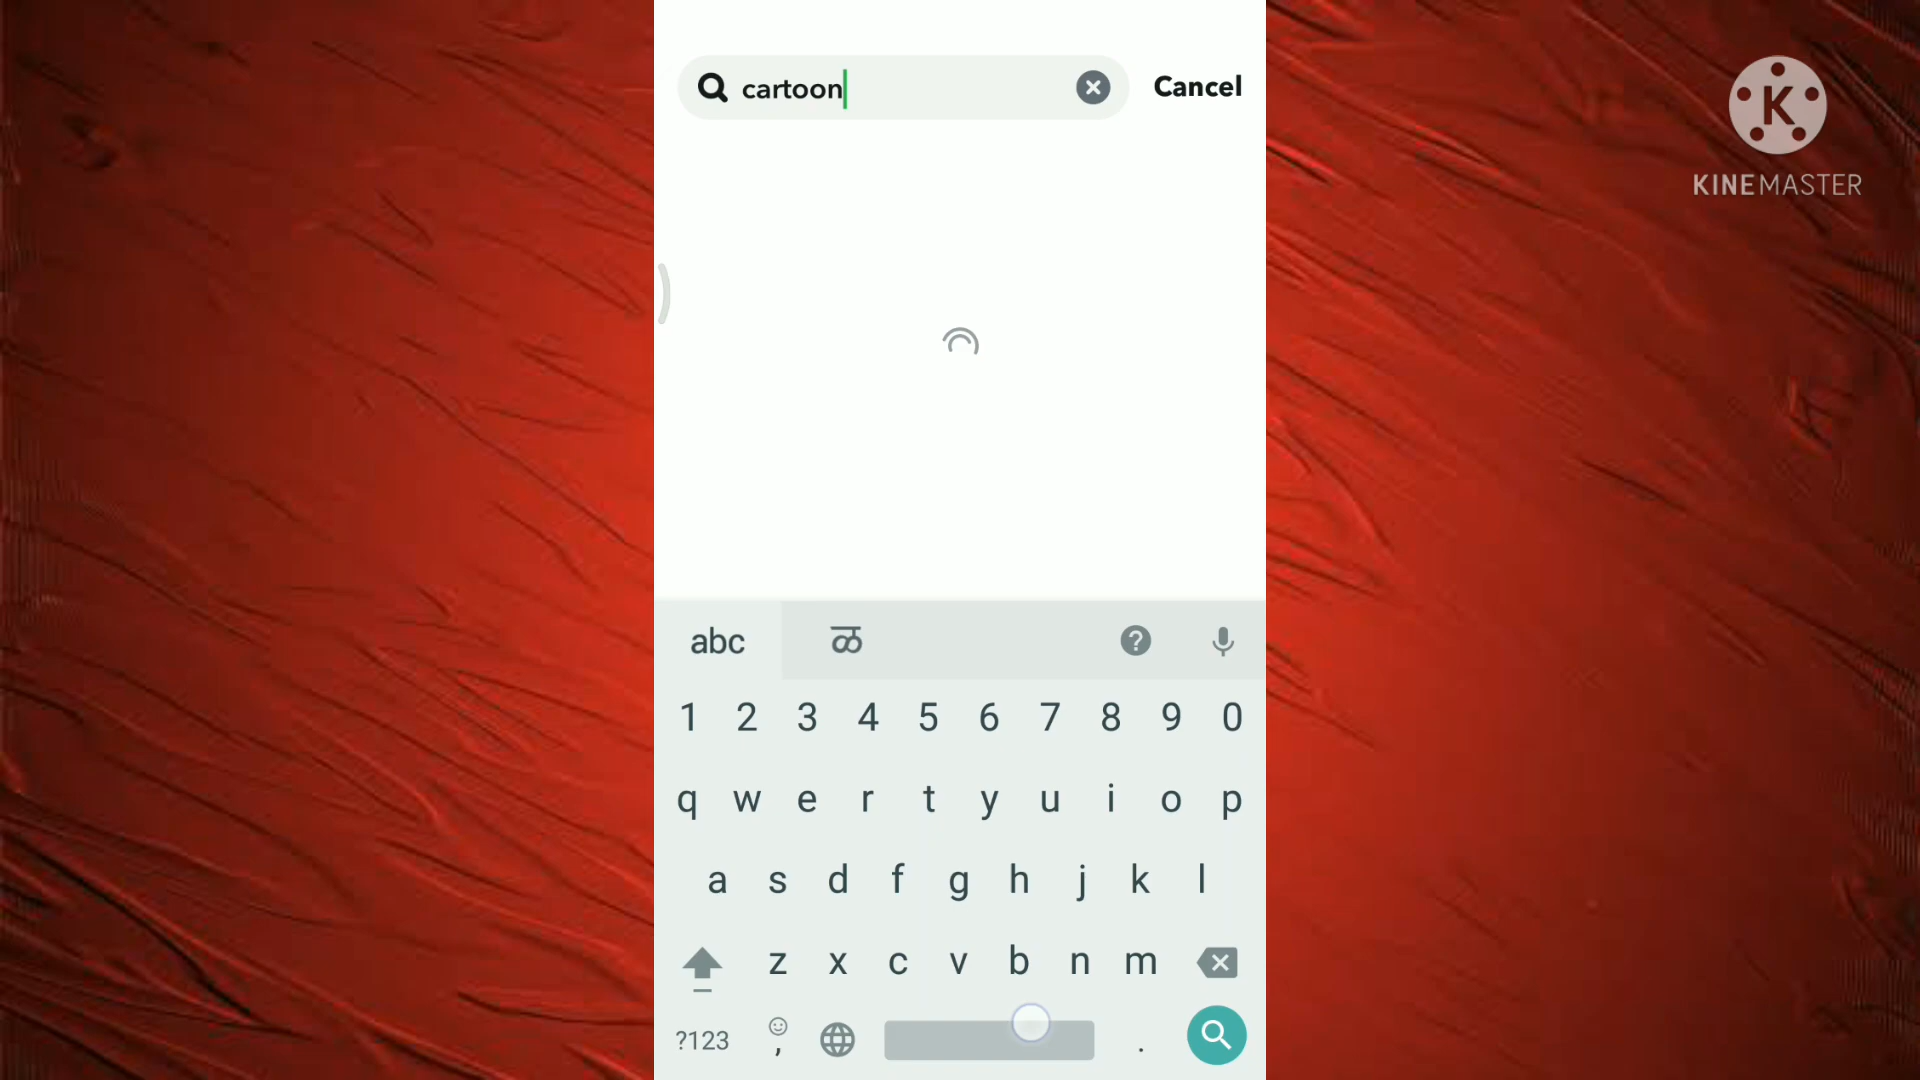 cartoon
Cancel
K
KINEMASTER
abc ळ ?
1 2 3 4 5 6 7 8 9 0
q w e r t y u i o p
a s d f g h j k l
z x c v b n m
?123 , .